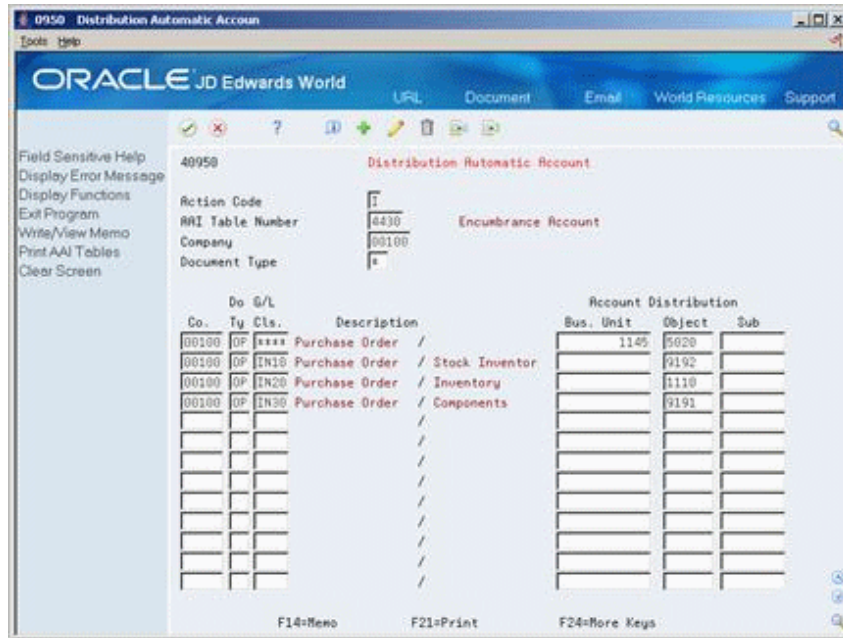 0950 Distribution Automatic Accoun
Tools Help
ORACLE JD Edwards World
URL Document Email World Resources Support
Field Sensitive Help
Display Error Message
Display Functions
Exit Program
Write/View Memo
Print AAI Tables
Clear Screen
40950 Distribution Automatic Account
Action Code I
AAI Table Number 4430 Encumbrance Account
Company 00100
Document Type *
Do G/L Account Distribution
Co. Ty Cls. Description Bus. Unit Object Sub
00100 OP **** Purchase Order / 1145 5020
00100 OP IN10 Purchase Order / Stock Inventor 9192
00100 OP IN20 Purchase Order / Inventory 1110
00100 OP IN30 Purchase Order / Components 9191
/
/
/
/
/
/
/
/
/
F14=Memo F21=Print F24=More Keys